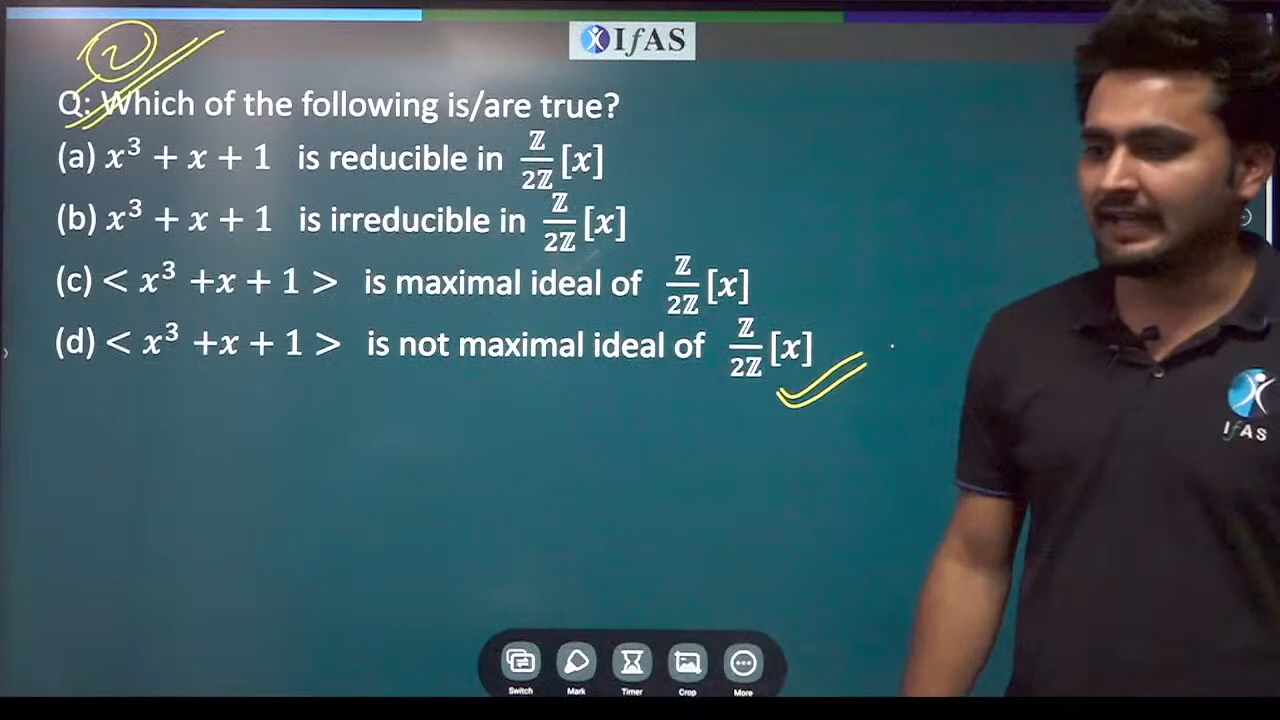 2
IfAS
Q: Which of the following is/are true?
(a) x³ + x + 1 is reducible in ℤ/2ℤ [x]
(b) x³ + x + 1 is irreducible in ℤ/2ℤ [x]
(c) < x³ +x + 1 > is maximal ideal of ℤ/2ℤ [x]
(d) < x³ +x + 1 > is not maximal ideal of ℤ/2ℤ [x]
IfAS
Switch Mark Timer Crop More